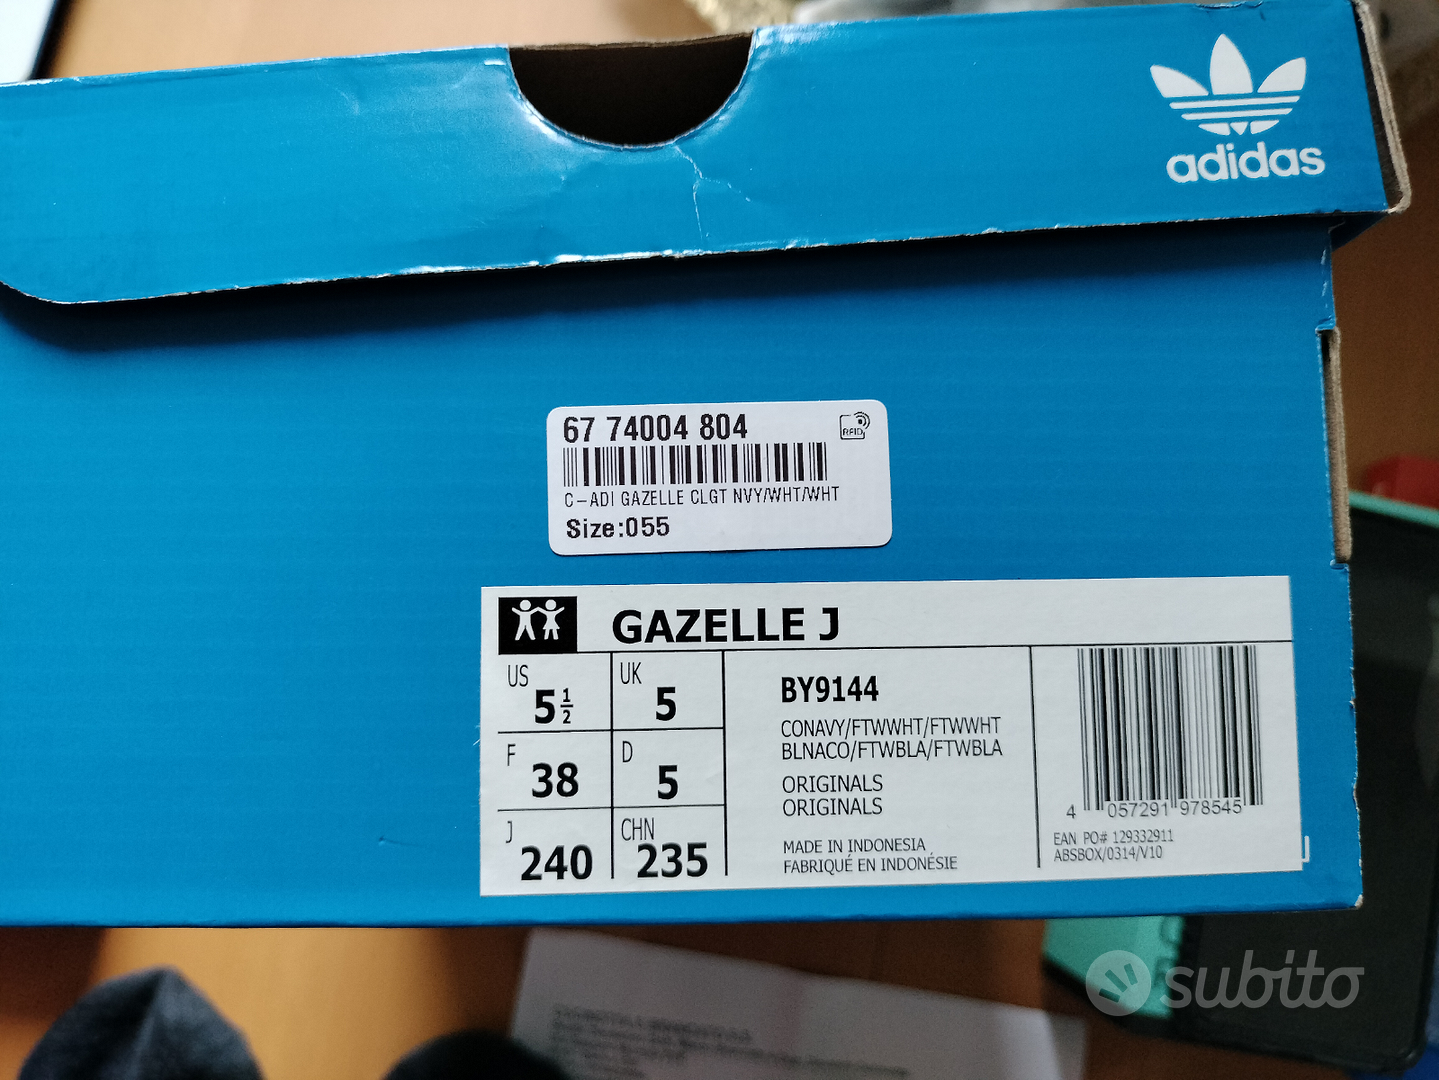 adidas
67 74004 804
RFID
C-ADI GAZELLE CLGT NVY/WHT/WHT
Size:055
GAZELLE J
US
5 1/2
UK
5
F
38
D
5
J
240
CHN
235
BY9144
CONAVY/FTWWHT/FTWWHT
BLNACO/FTWBLA/FTWBLA
ORIGINALS
ORIGINALS
MADE IN INDONESIA
FABRIQUÉ EN INDONÉSIE
4 057291 978545
EAN PO# 129332911
ABSBOX/0314/V10
subito